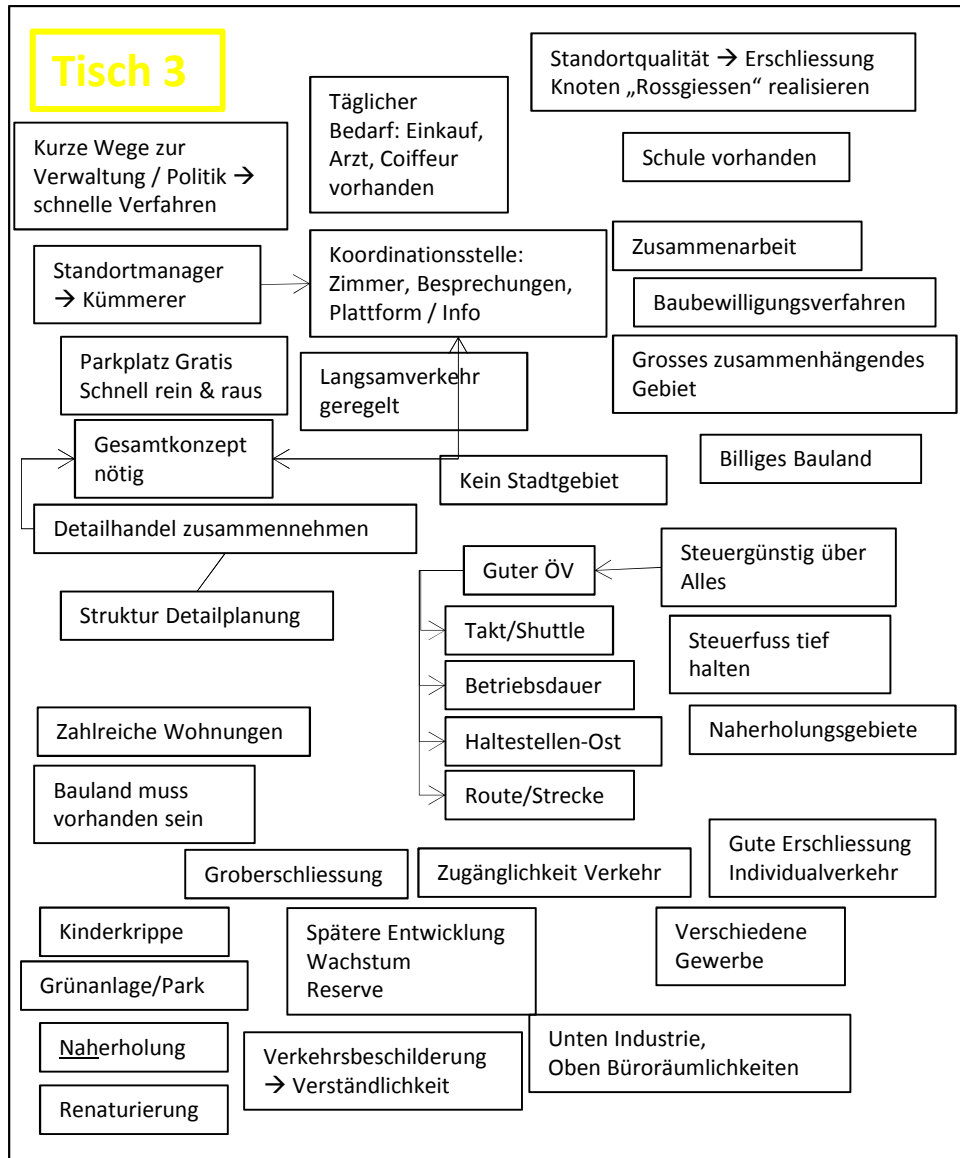 Tisch 3
Standortqualität → Erschliessung
Knoten „Rossgiessen“ realisieren
Täglicher
Bedarf: Einkauf,
Arzt, Coiffeur
vorhanden
Kurze Wege zur
Verwaltung / Politik →
schnelle Verfahren
Schule vorhanden
Standortmanager
→ Kümmerer
Koordinationsstelle:
Zimmer, Besprechungen,
Plattform / Info
Zusammenarbeit
Baubewilligungsverfahren
Parkplatz Gratis
Schnell rein & raus
Langsamverkehr
geregelt
Grosses zusammenhängendes
Gebiet
Gesamtkonzept
nötig
Kein Stadtgebiet
Billiges Bauland
Detailhandel zusammennehmen
Struktur Detailplanung
Guter ÖV
Steuergünstig über
Alles
Takt/Shuttle
Betriebsdauer
Haltestellen-Ost
Route/Strecke
Steuerfuss tief
halten
Naherholungsgebiete
Zahlreiche Wohnungen
Bauland muss
vorhanden sein
Groberschliessung
Zugänglichkeit Verkehr
Gute Erschliessung
Individualverkehr
Kinderkrippe
Spätere Entwicklung
Wachstum
Reserve
Verschiedene
Gewerbe
Grünanlage/Park
Naherholung
Verkehrsbeschilderung
→ Verständlichkeit
Unten Industrie,
Oben Büroräumlichkeiten
Renaturierung